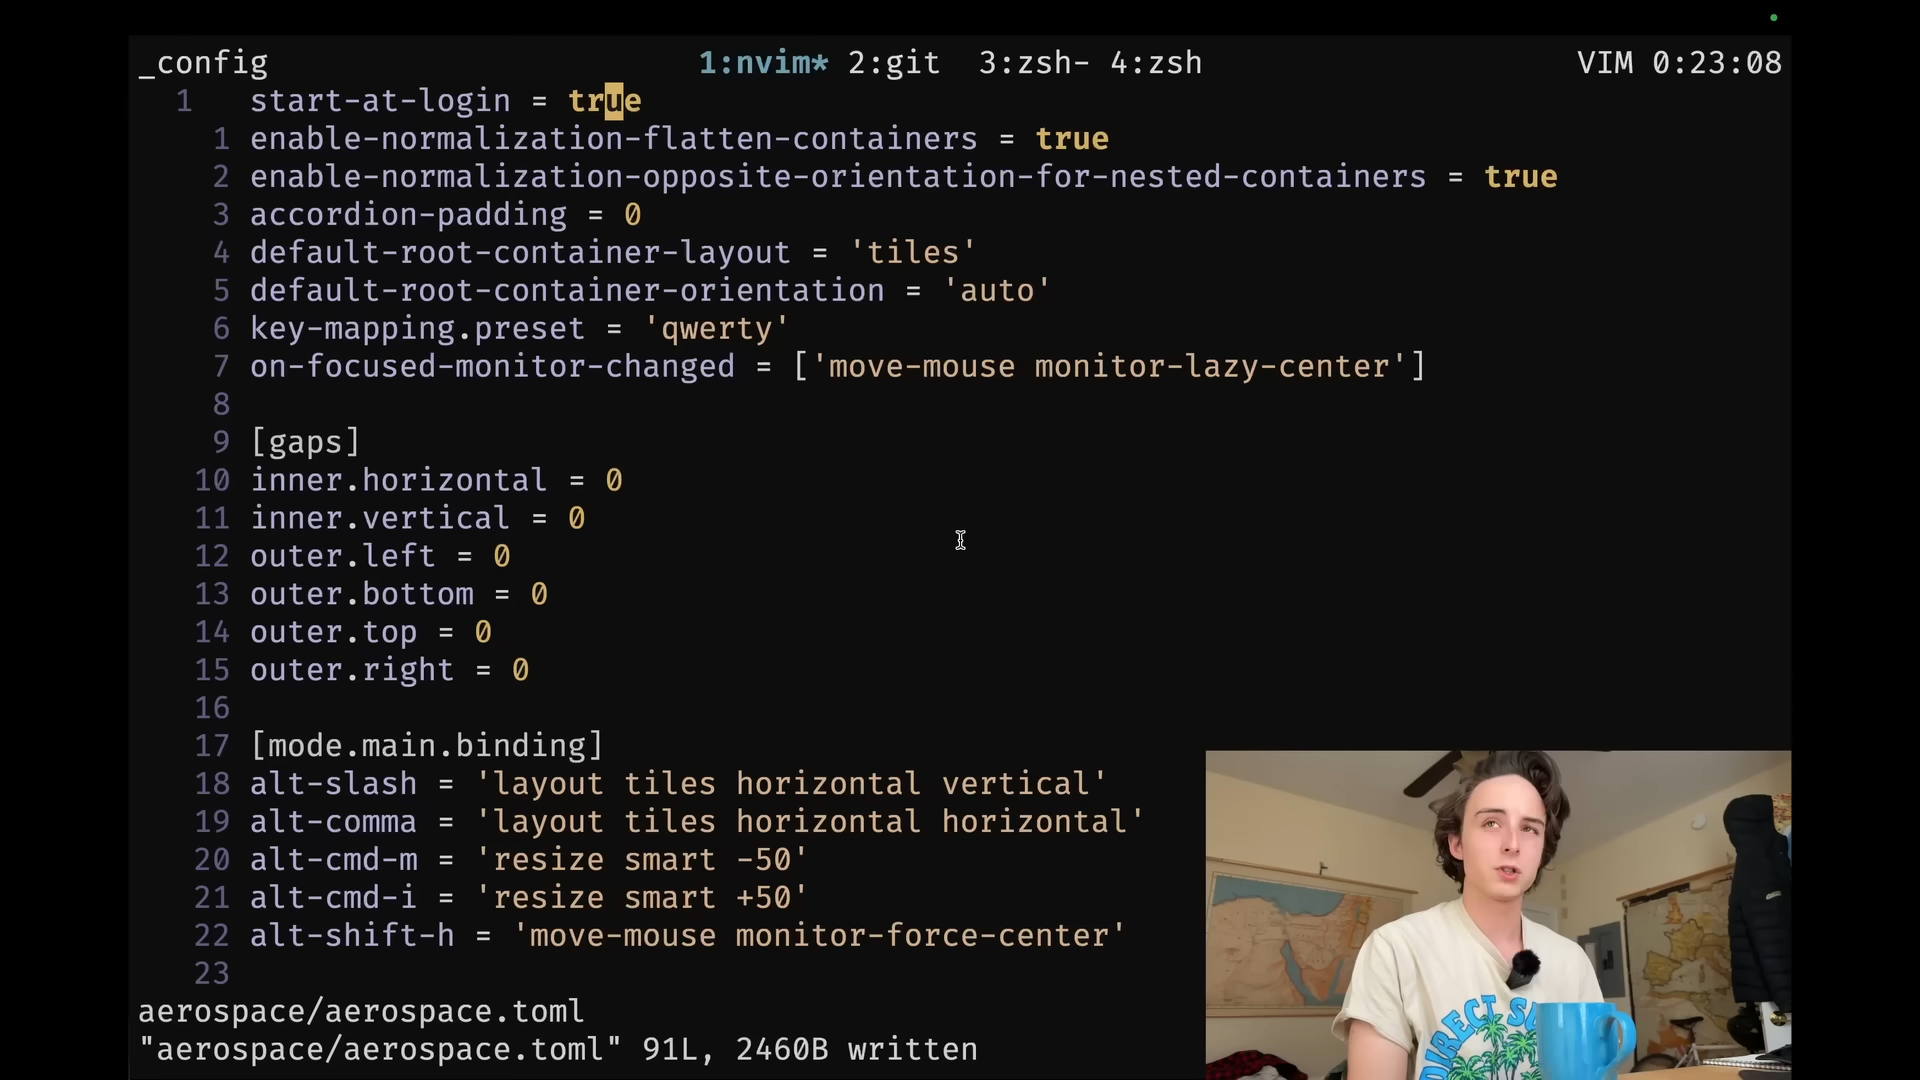 _config 1:nvim* 2:git 3:zsh- 4:zsh VIM 0:23:08
1 start-at-login = true
1 enable-normalization-flatten-containers = true
2 enable-normalization-opposite-orientation-for-nested-containers = true
3 accordion-padding = 0
4 default-root-container-layout = 'tiles'
5 default-root-container-orientation = 'auto'
6 key-mapping.preset = 'qwerty'
7 on-focused-monitor-changed = ['move-mouse monitor-lazy-center']
8
9 [gaps]
10 inner.horizontal = 0
11 inner.vertical = 0
12 outer.left = 0
13 outer.bottom = 0
14 outer.top = 0
15 outer.right = 0
16
17 [mode.main.binding]
18 alt-slash = 'layout tiles horizontal vertical'
19 alt-comma = 'layout tiles horizontal horizontal'
20 alt-cmd-m = 'resize smart -50'
21 alt-cmd-i = 'resize smart +50'
22 alt-shift-h = 'move-mouse monitor-force-center'
23
aerospace/aerospace.toml
"aerospace/aerospace.toml" 91L, 2460B written
DIRECT